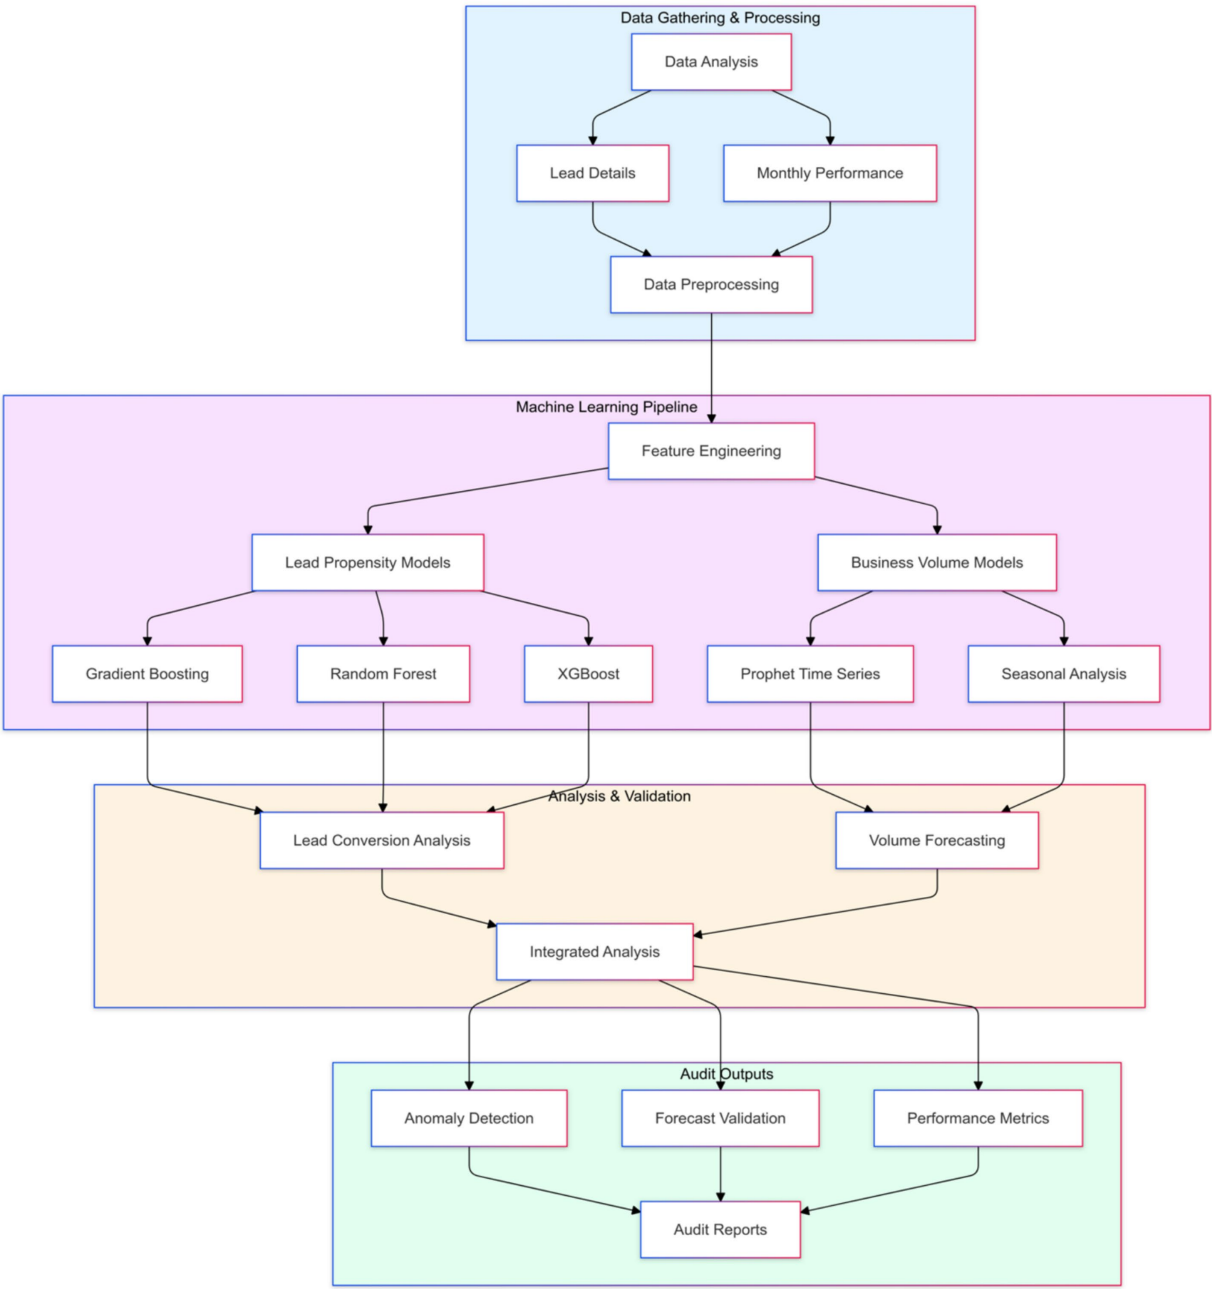 Data Gathering & Processing
Data Analysis
Lead Details
Monthly Performance
Data Preprocessing
Machine Learning Pipeline
Feature Engineering
Lead Propensity Models
Business Volume Models
Gradient Boosting
Random Forest
XGBoost
Prophet Time Series
Seasonal Analysis
Analysis & Validation
Lead Conversion Analysis
Volume Forecasting
Integrated Analysis
Audit Outputs
Anomaly Detection
Forecast Validation
Performance Metrics
Audit Reports